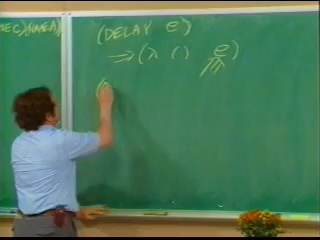 (DELAY e)
⇒(λ () e)
(